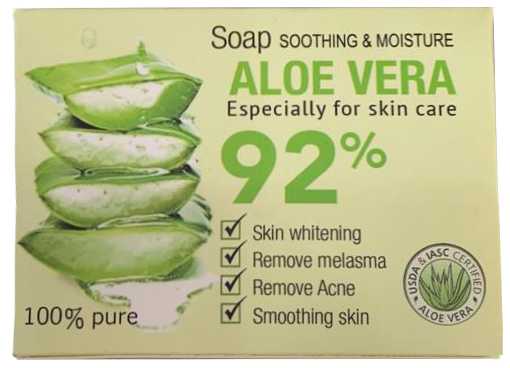 Soap SOOTHING & MOISTURE
ALOE VERA
Especially for skin care
92%
Skin whitening
Remove melasma
Remove Acne
Smoothing skin
100% pure
USDA & IASC CERTIFIED
ALOE VERA